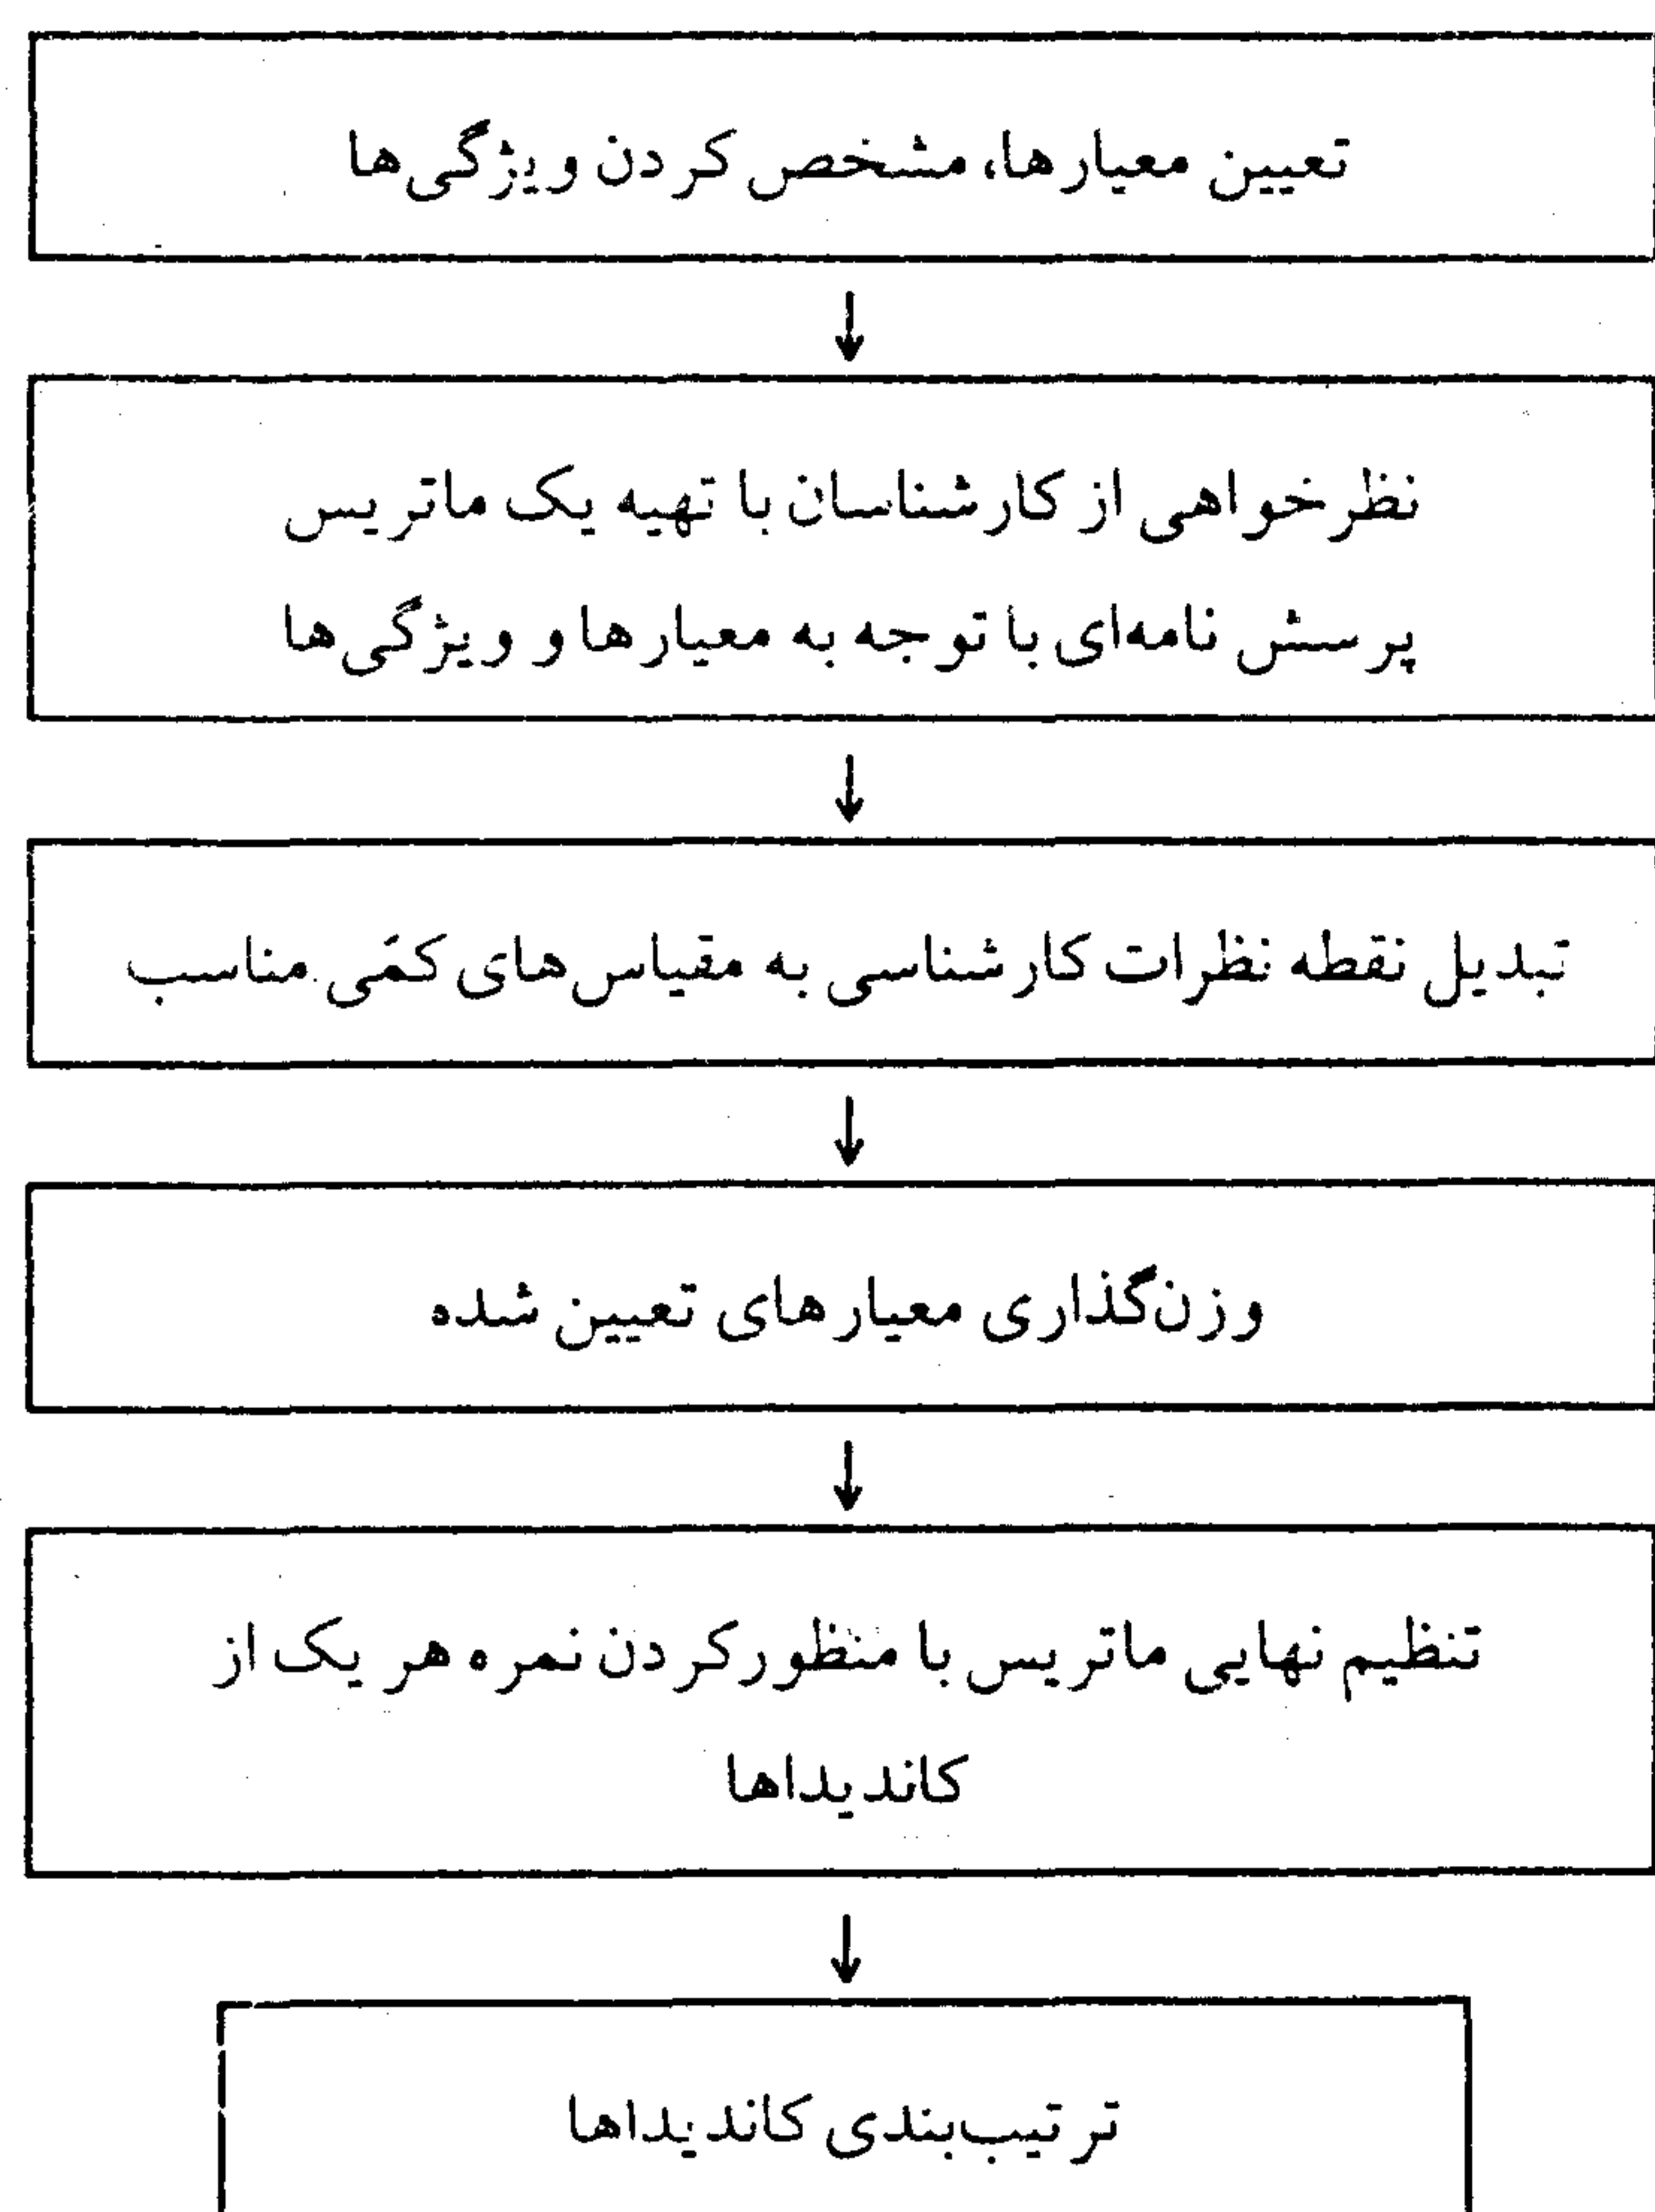 تعیین معیارها، مشخص کردن ویژگی‌ها
نظرخواهی از کارشناسان با تهیه یک ماتریس
پرسش نامه‌ای با توجه به معیارها و ویژگی‌ها
تبدیل نقطه نظرات کارشناسی به مقیاس‌های کمّی مناسب
وزن‌گذاری معیارهای تعیین شده
تنظیم نهایی ماتریس با منظورکردن نمره هر یک از
کاندیداها
ترتیب‌بندی کاندیداها